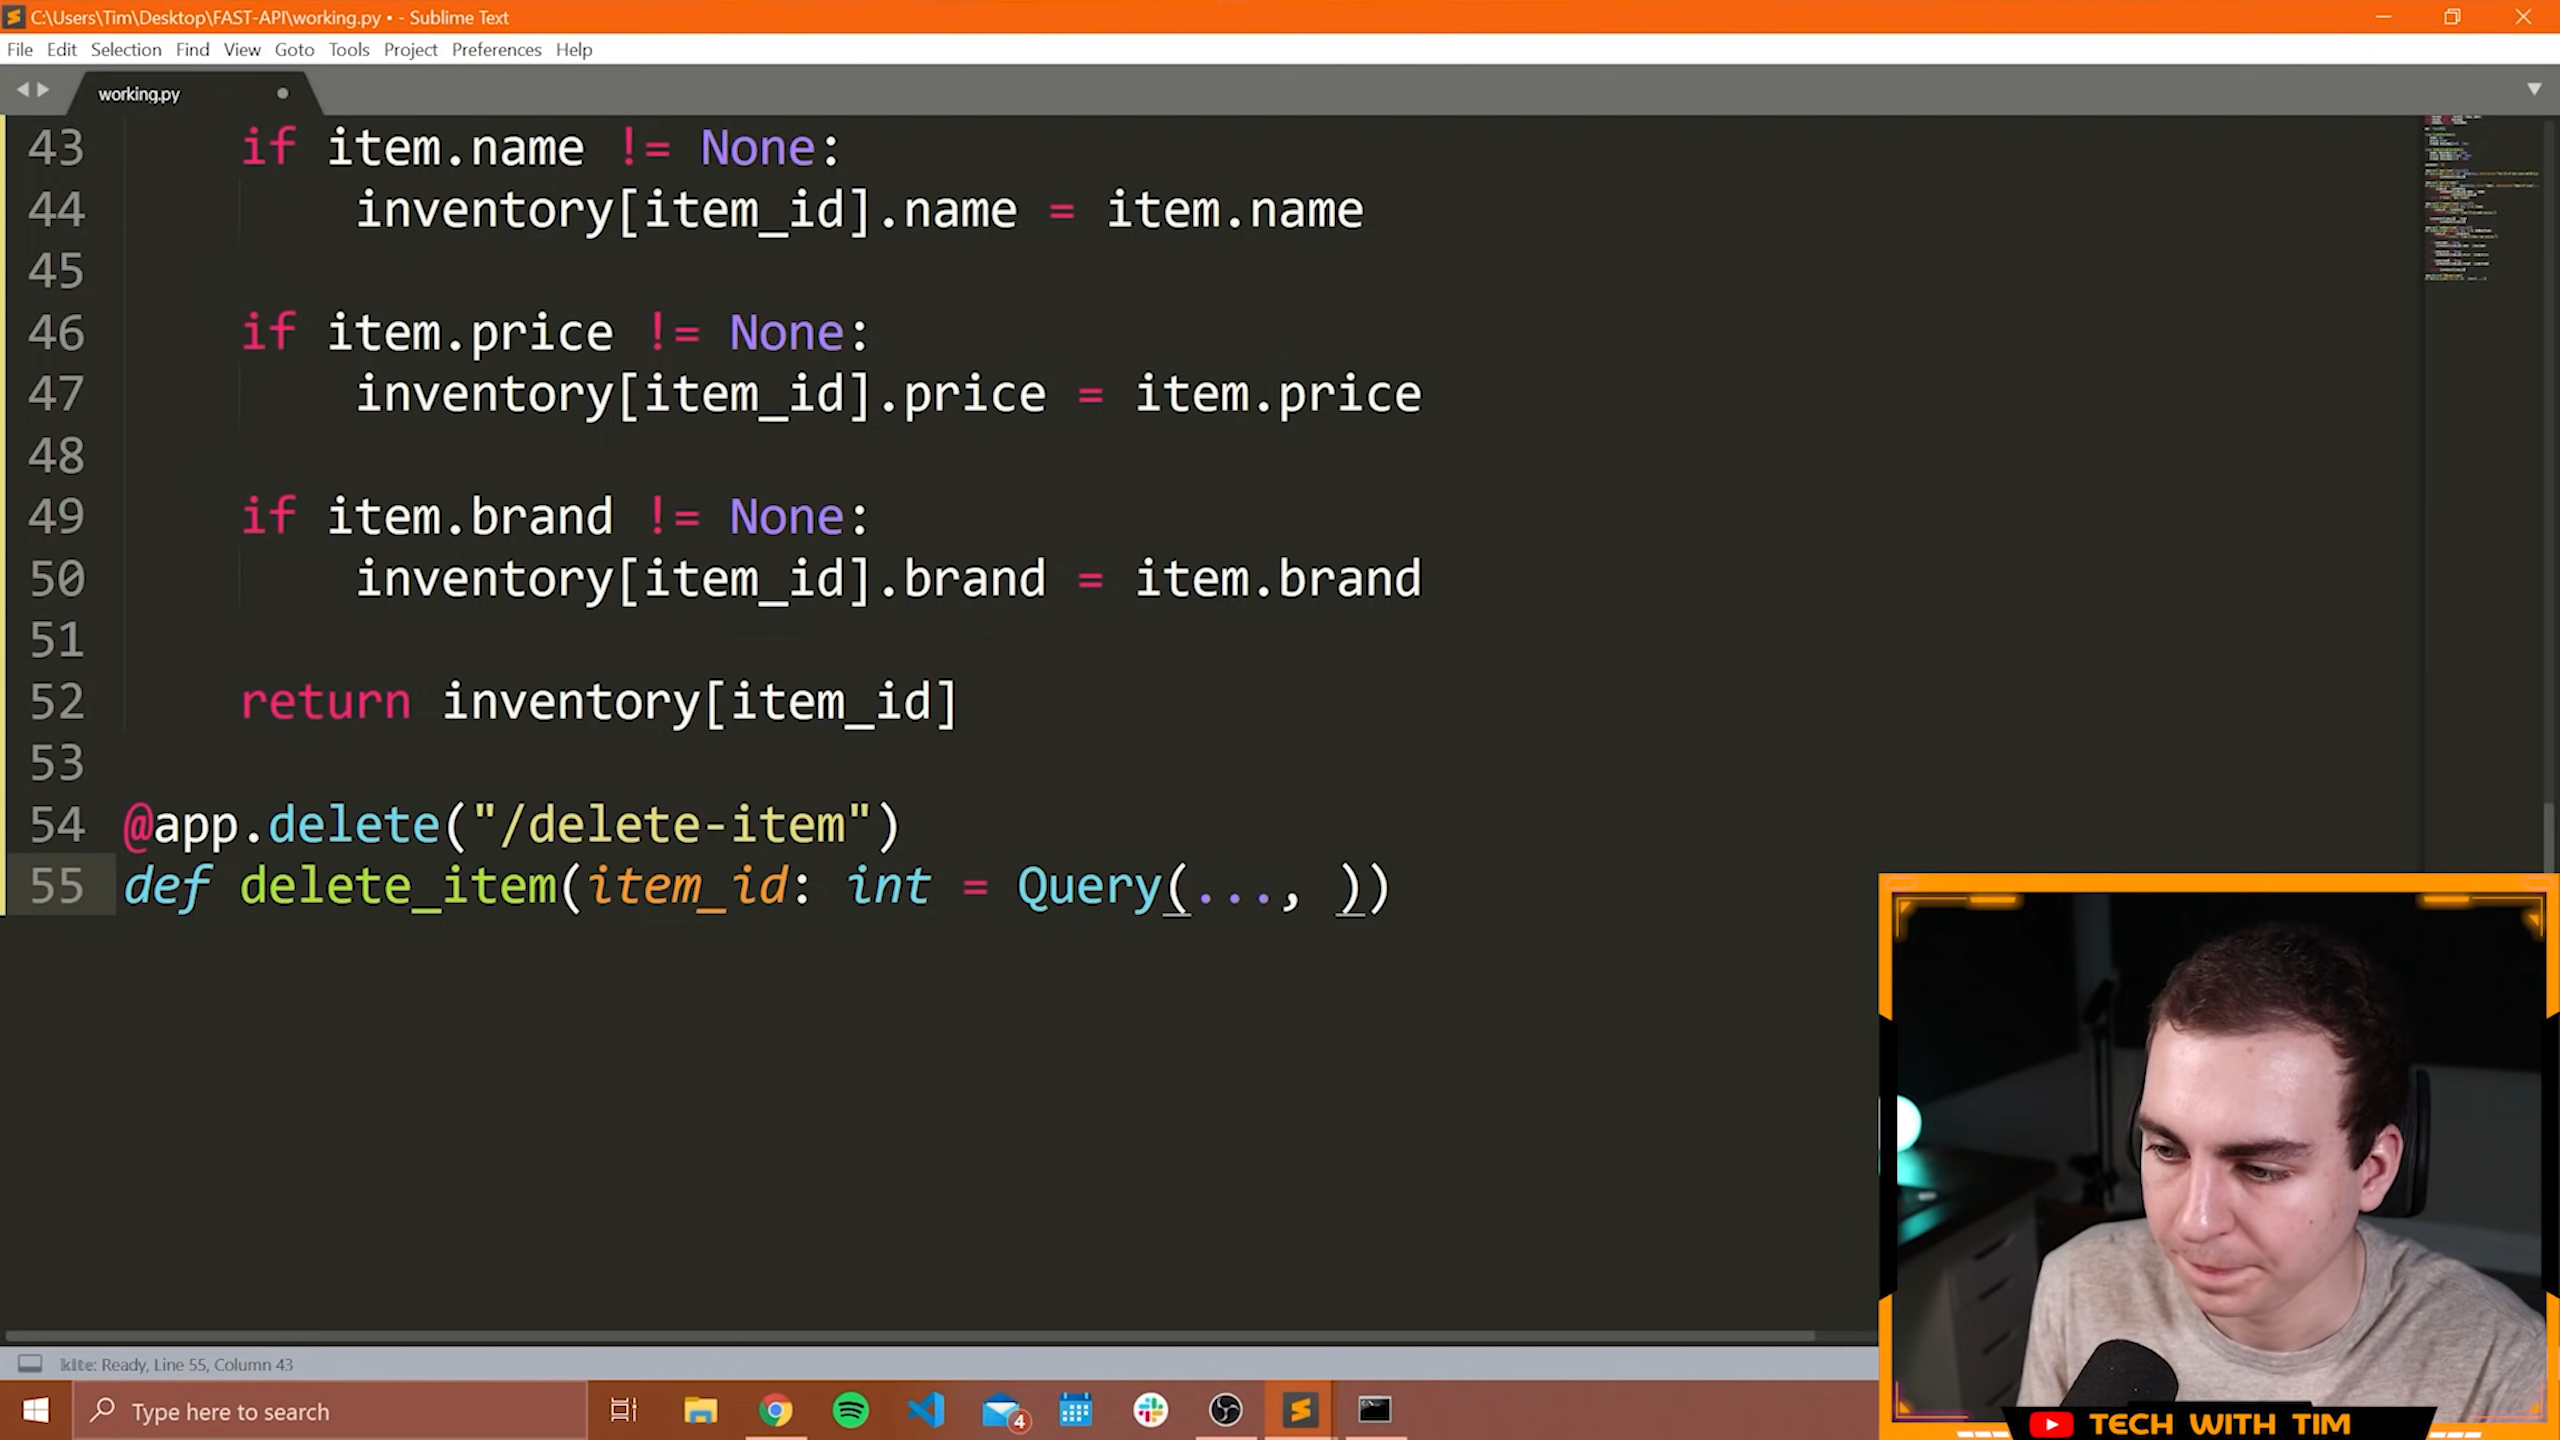 C:\Users\Tim\Desktop\FAST-API\working.py • - Sublime Text
File Edit Selection Find View Goto Tools Project Preferences Help
working.py
43 if item.name != None:
44 inventory[item_id].name = item.name
45
46 if item.price != None:
47 inventory[item_id].price = item.price
48
49 if item.brand != None:
50 inventory[item_id].brand = item.brand
51
52 return inventory[item_id]
53
54 @app.delete("/delete-item")
55 def delete_item(item_id: int = Query(..., ))
kite: Ready, Line 55, Column 43
Type here to search
4
TECH WITH TIM